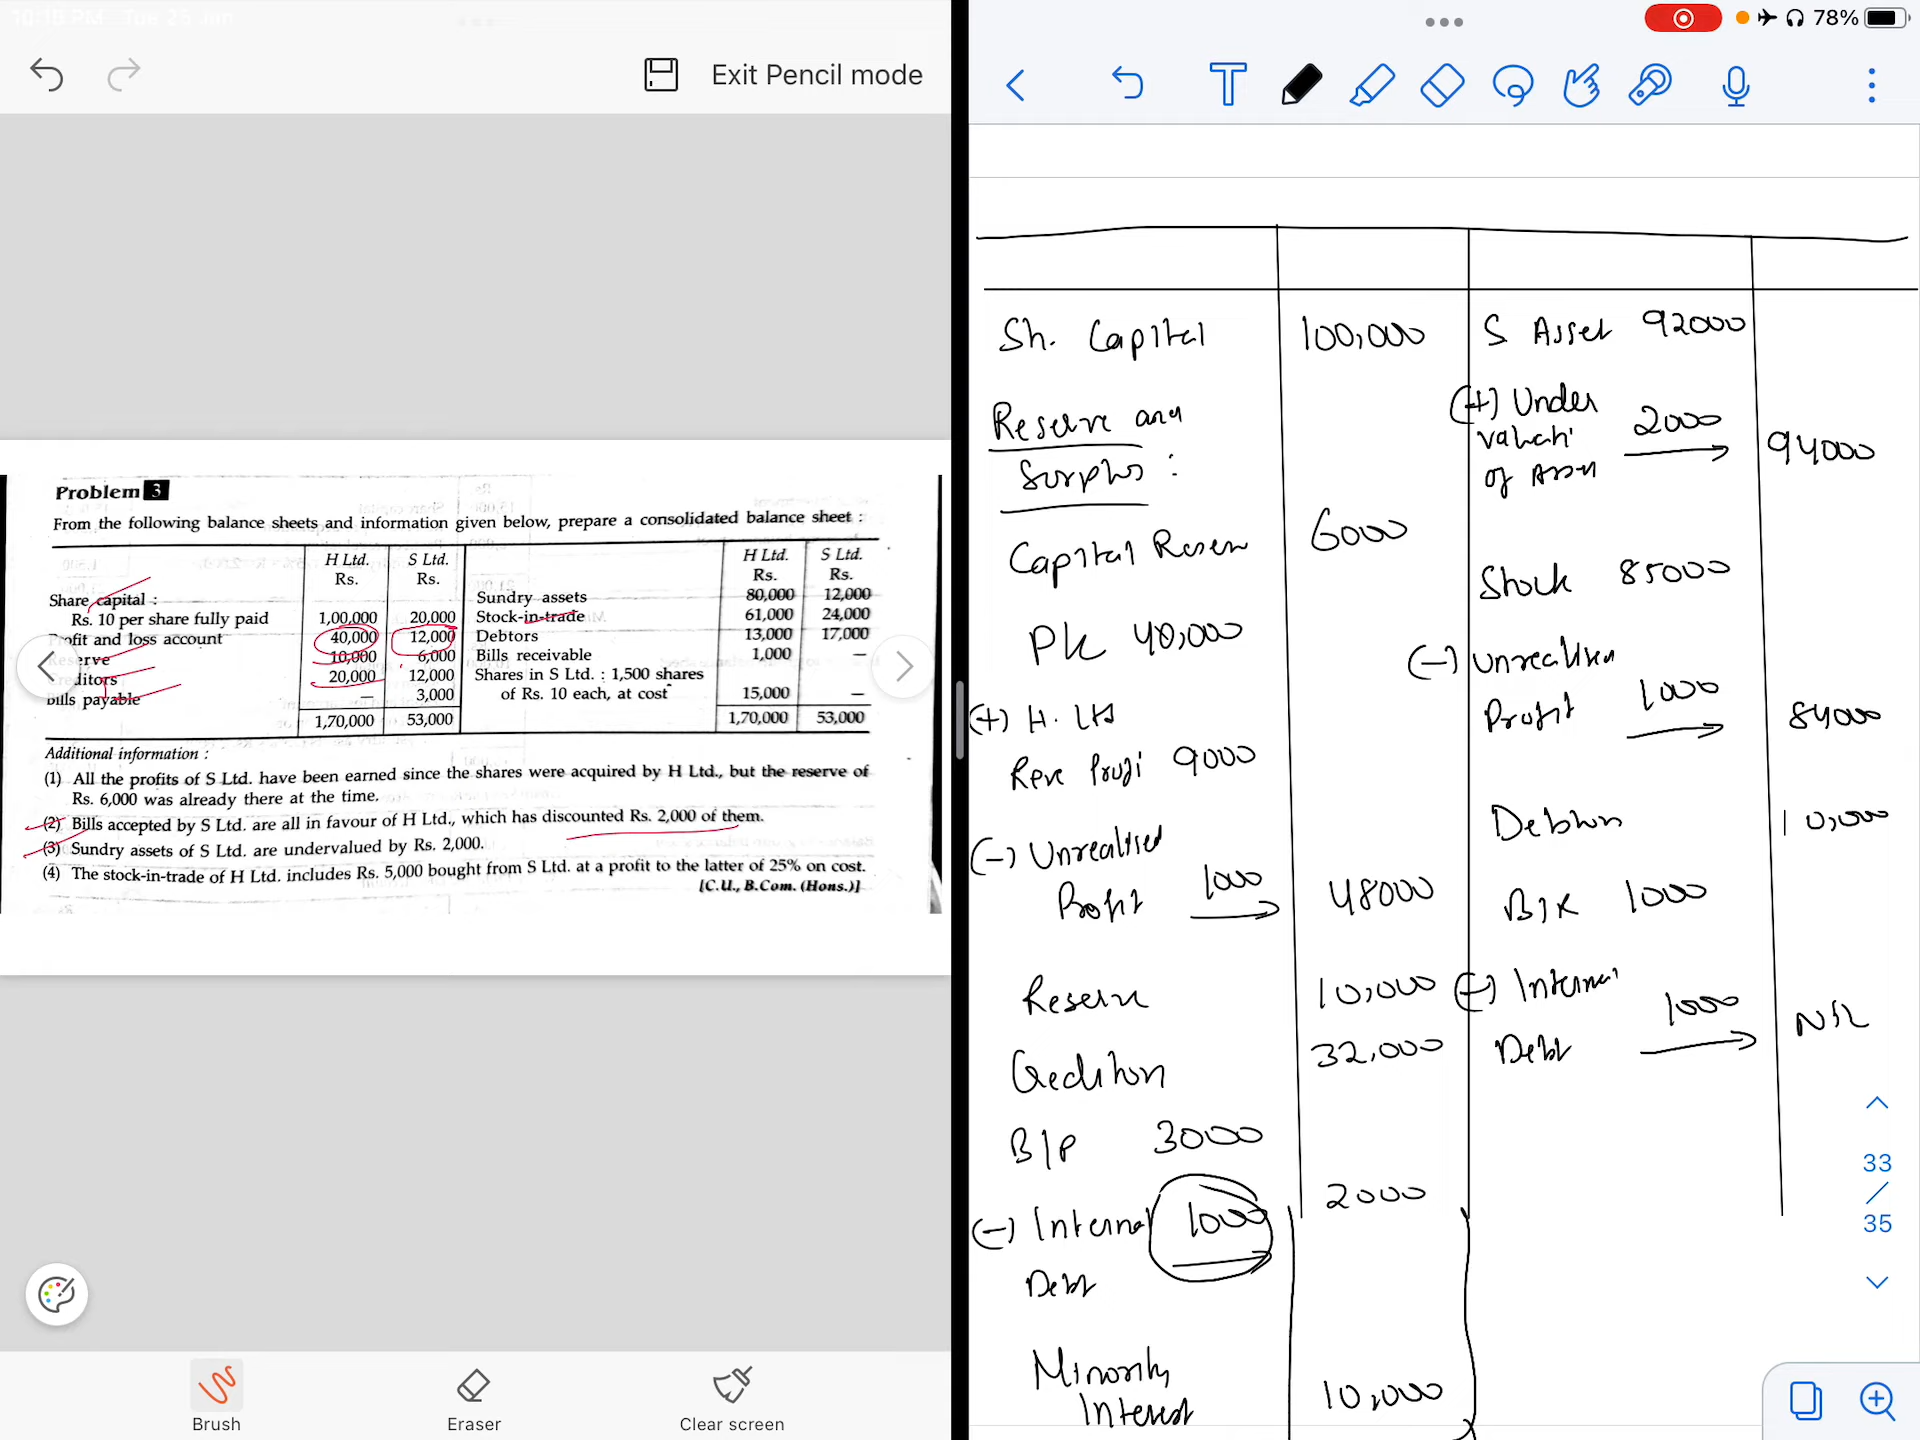 10:15 PM Tue 25 Jun
78%
Exit Pencil mode
Problem 3
From the following balance sheets and information given below, prepare a consolidated balance sheet :
H Ltd. S Ltd. H Ltd. S Ltd.
Rs. Rs. Rs. Rs.
Share capital : Sundry assets 80,000 12,000
Rs. 10 per share fully paid 1,00,000 20,000 Stock-in-trade 61,000 24,000
ofit and loss account 40,000 12,000 Debtors 13,000 17,000
eserve 10,000 6,000 Bills receivable 1,000 —
ditors 20,000 12,000 Shares in S Ltd. : 1,500 shares
Bills payable — 3,000 of Rs. 10 each, at cost 15,000 —
1,70,000 53,000 1,70,000 53,000
Additional information :
(1) All the profits of S Ltd. have been earned since the shares were acquired by H Ltd., but the reserve of
Rs. 6,000 was already there at the time.
(2) Bills accepted by S Ltd. are all in favour of H Ltd., which has discounted Rs. 2,000 of them.
(3) Sundry assets of S Ltd. are undervalued by Rs. 2,000.
(4) The stock-in-trade of H Ltd. includes Rs. 5,000 bought from S Ltd. at a profit to the latter of 25% on cost.
[C.U., B.Com. (Hons.)]
Brush
Eraser
Clear screen
Sh. Capital 100,000
Reserve and
Surplus :
Capital Reserv 6000
P/L 40,000
(+) H. Ltd
Reve Profi 9000
(-) Unrealised
Profit 1000 48000
Reserve 10,000
Creditors 32,000
B/P 3000
(-) Internal 1000 2000
Debt
Minority
Interest 10,000
S Asset 92000
(+) Under
valuati 2000 94000
of Asset
Stock 85000
(-) Unrealised
Profit 1000 84000
Debtors 10,000
B/R 1000
(-) Internal
Debt 1000 NIL
33
/
35